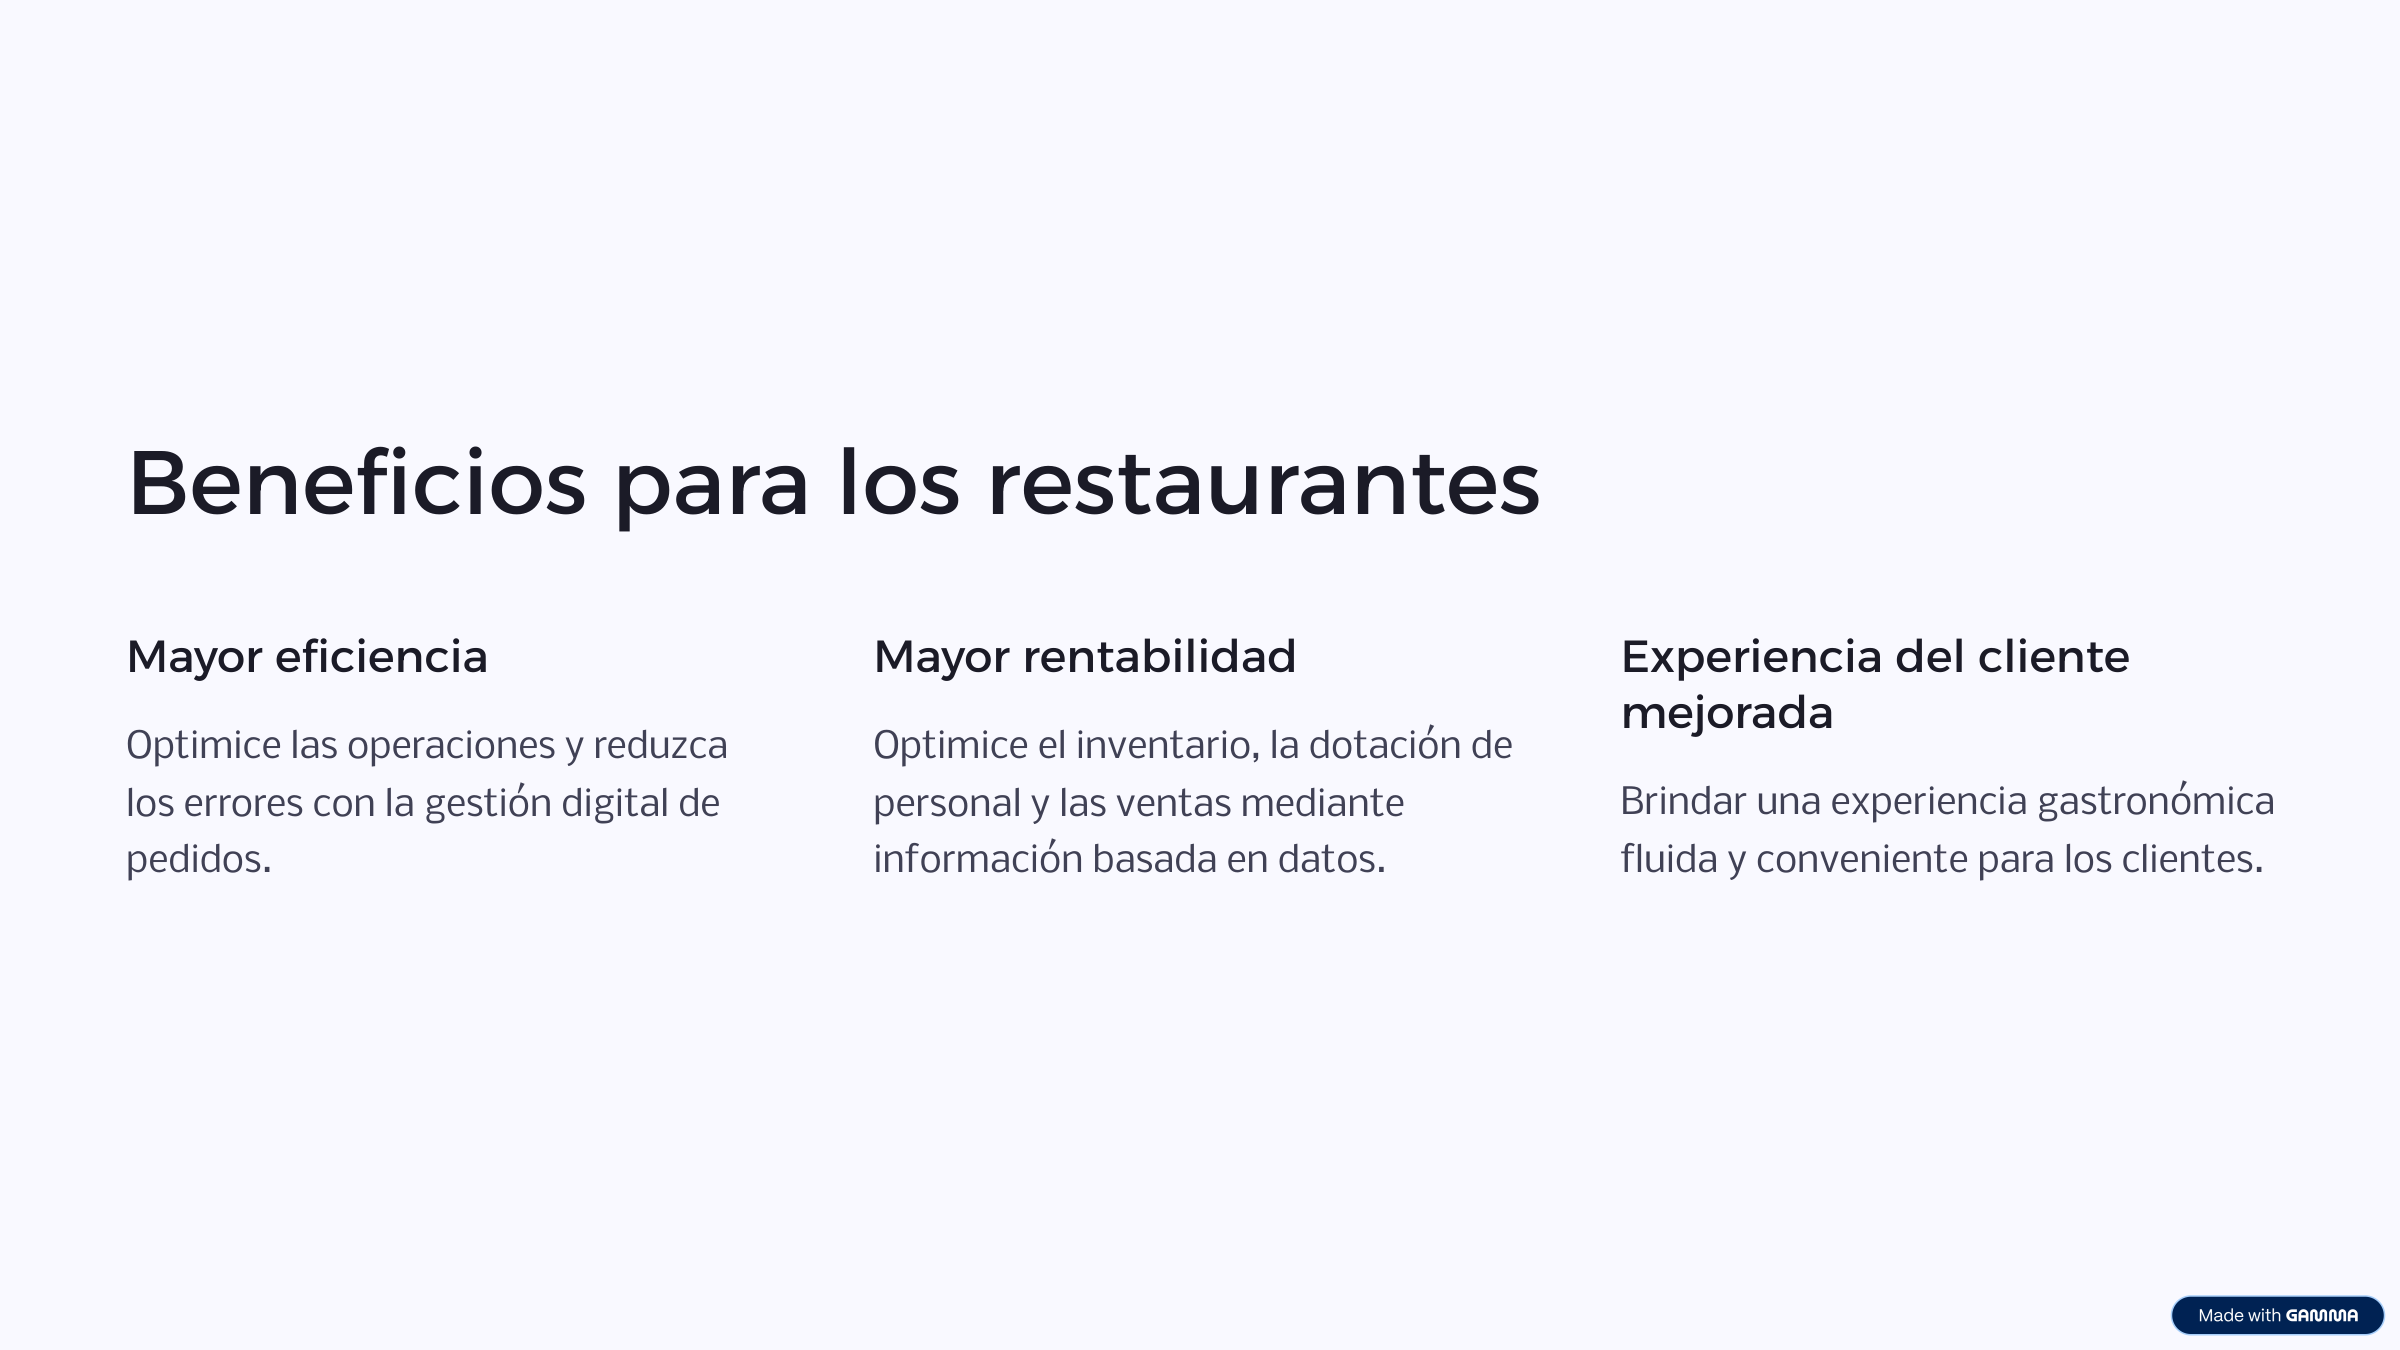 Beneficios para los restaurantes
Mayor eficiencia
Optimice las operaciones y reduzca
los errores con la gestión digital de
pedidos.
Mayor rentabilidad
Optimice el inventario, la dotación de
personal y las ventas mediante
información basada en datos.
Experiencia del cliente
mejorada
Brindar una experiencia gastronómica
fluida y conveniente para los clientes.
Made with GAMMA